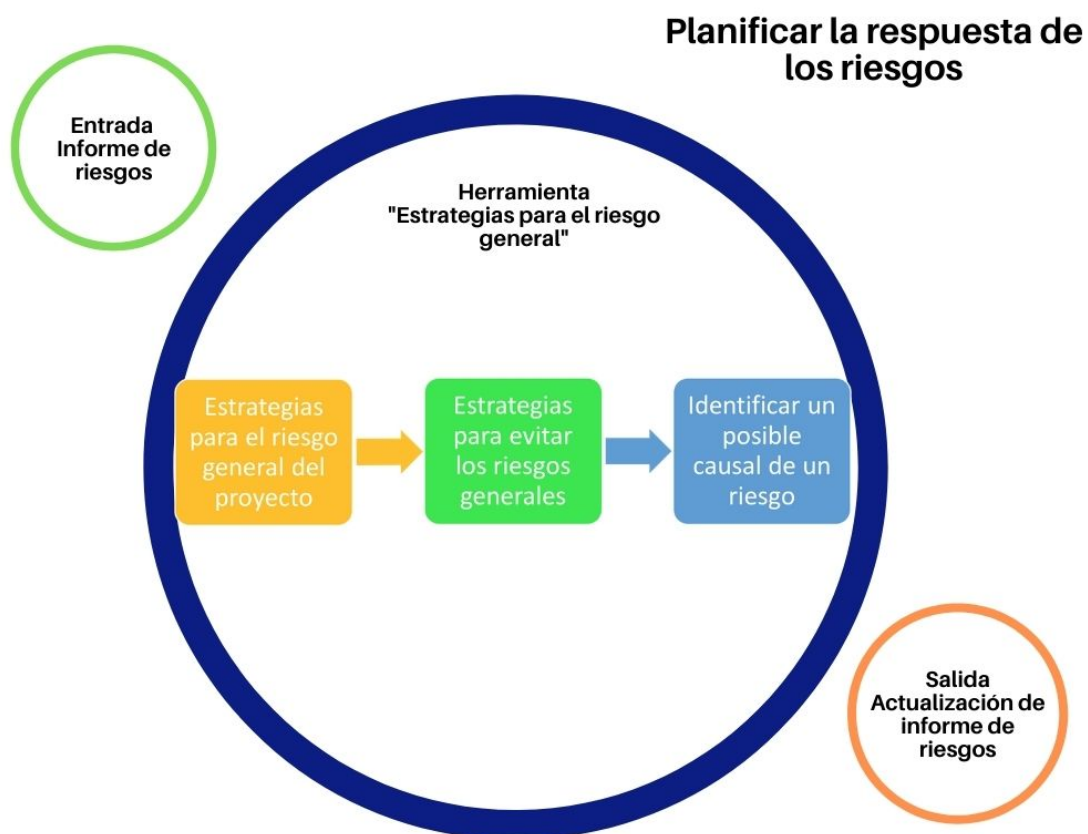 Planificar la respuesta de
los riesgos
Entrada
Informe de
riesgos
Herramienta
"Estrategias para el riesgo
general"
Estrategias
para el riesgo
general del
proyecto
Estrategias
para evitar
los riesgos
generales
Identificar un
posible
causal de un
riesgo
Salida
Actualización de
informe de
riesgos